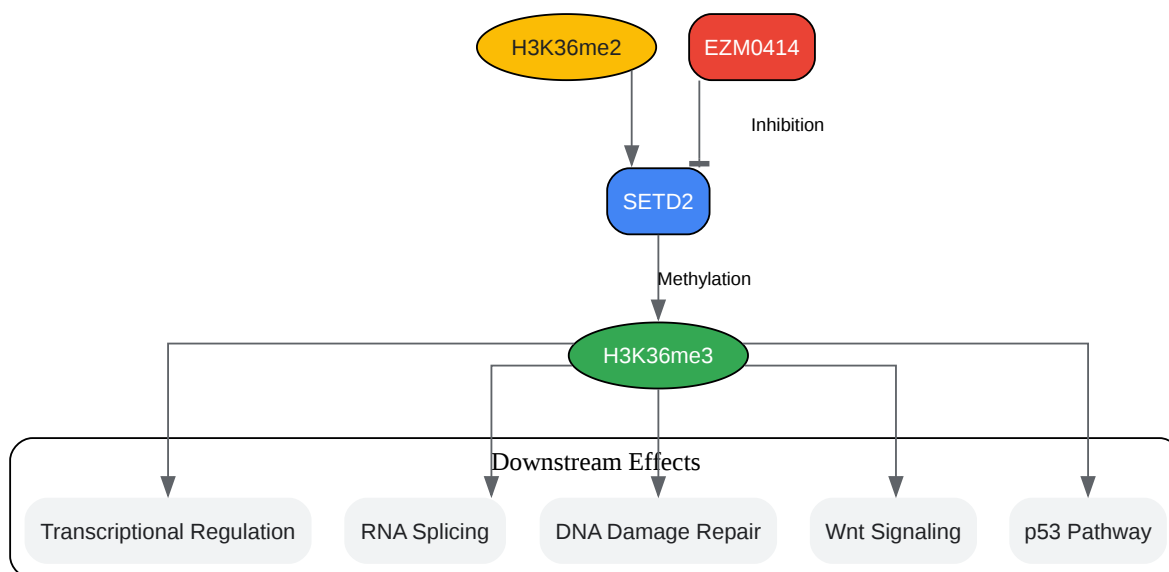 H3K36me2
EZM0414
Inhibition
SETD2
Methylation
H3K36me3
Downstream Effects
Transcriptional Regulation
RNA Splicing
DNA Damage Repair
Wnt Signaling
p53 Pathway